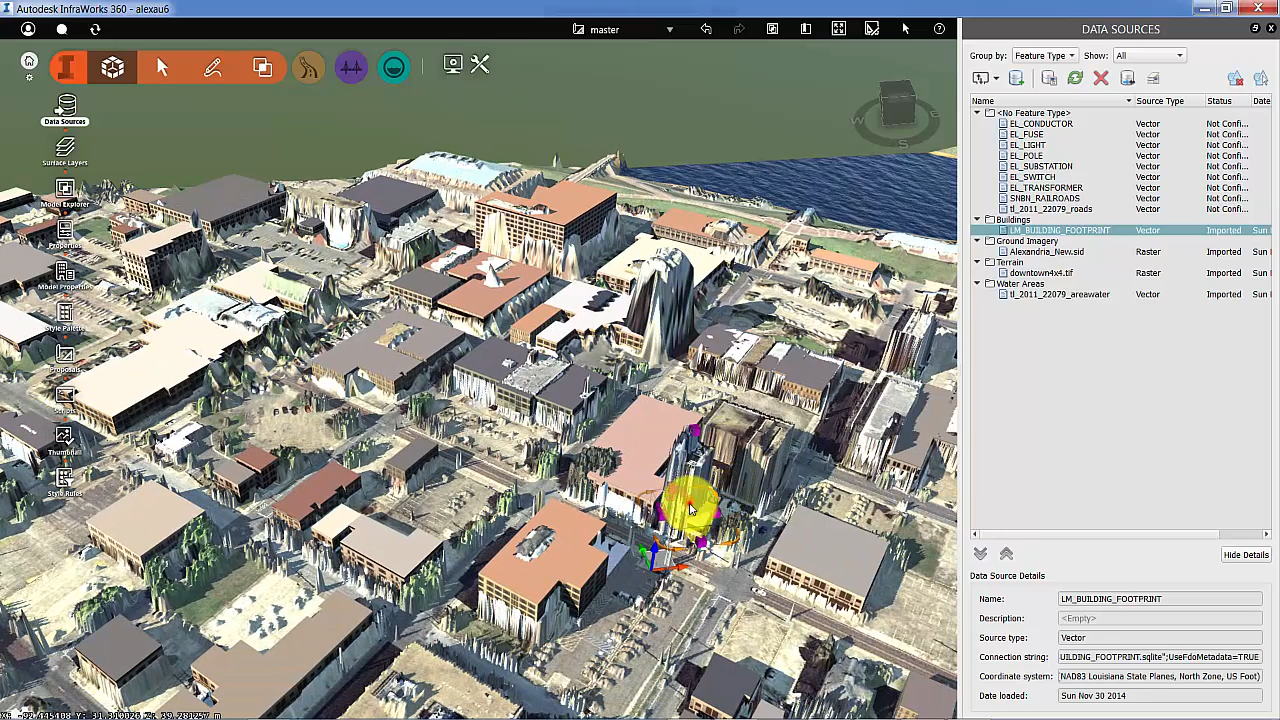 Autodesk InfraWorks 360 - alexau6
master
DATA SOURCES
Group by: Feature Type Show: All
Name Source Type Status Date
<No Feature Type>
EL_CONDUCTOR Vector Not Confi...
EL_FUSE Vector Not Confi...
EL_LIGHT Vector Not Confi...
EL_POLE Vector Not Confi...
EL_SUBSTATION Vector Not Confi...
EL_SWITCH Vector Not Confi...
EL_TRANSFORMER Vector Not Confi...
SNBN_RAILROADS Vector Not Confi...
tl_2011_22079_roads Vector Not Confi...
Buildings
LM_BUILDING_FOOTPRINT Vector Imported Sun
Ground Imagery
Alexandria_New.sid Raster Imported Sun
Terrain
downtown4x4.tif Raster Imported Sun
Water Areas
tl_2011_22079_areawater Vector Imported Sun
Data Sources
Surface Layers
Model Explorer
Properties
Model Properties
Style Palette
Proposals
Scripts
Thumbnail
Style Rules
W
S
E
Hide Details
Data Source Details
Name: LM_BUILDING_FOOTPRINT
Description: <Empty>
Source type: Vector
Connection string: UILDING_FOOTPRINT.sqlite";UseFdoMetadata=TRUE
Coordinate system: NAD83 Louisiana State Planes, North Zone, US Foot)
Date loaded: Sun Nov 30 2014